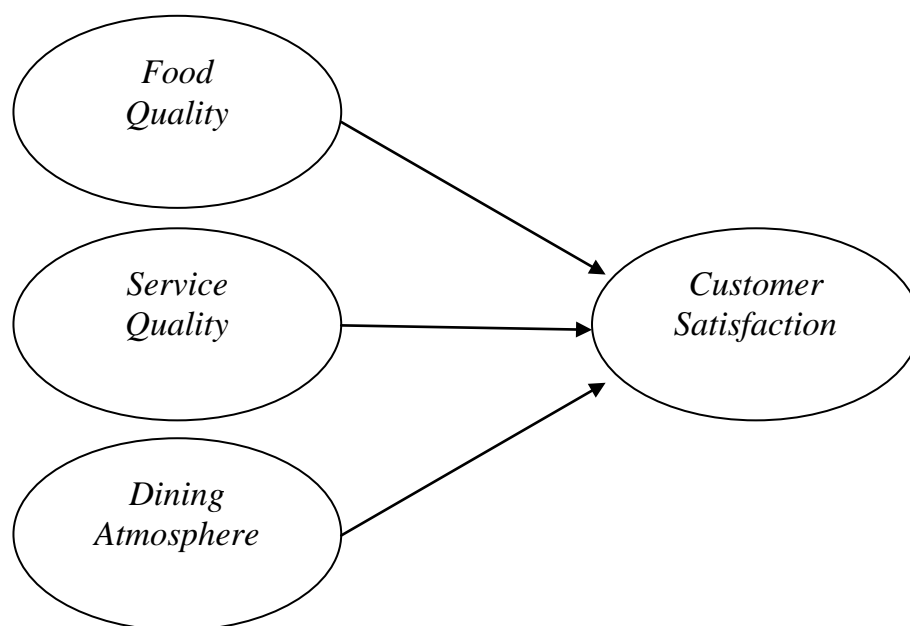 Food
Quality
Service
Quality
Customer
Satisfaction
Dining
Atmosphere